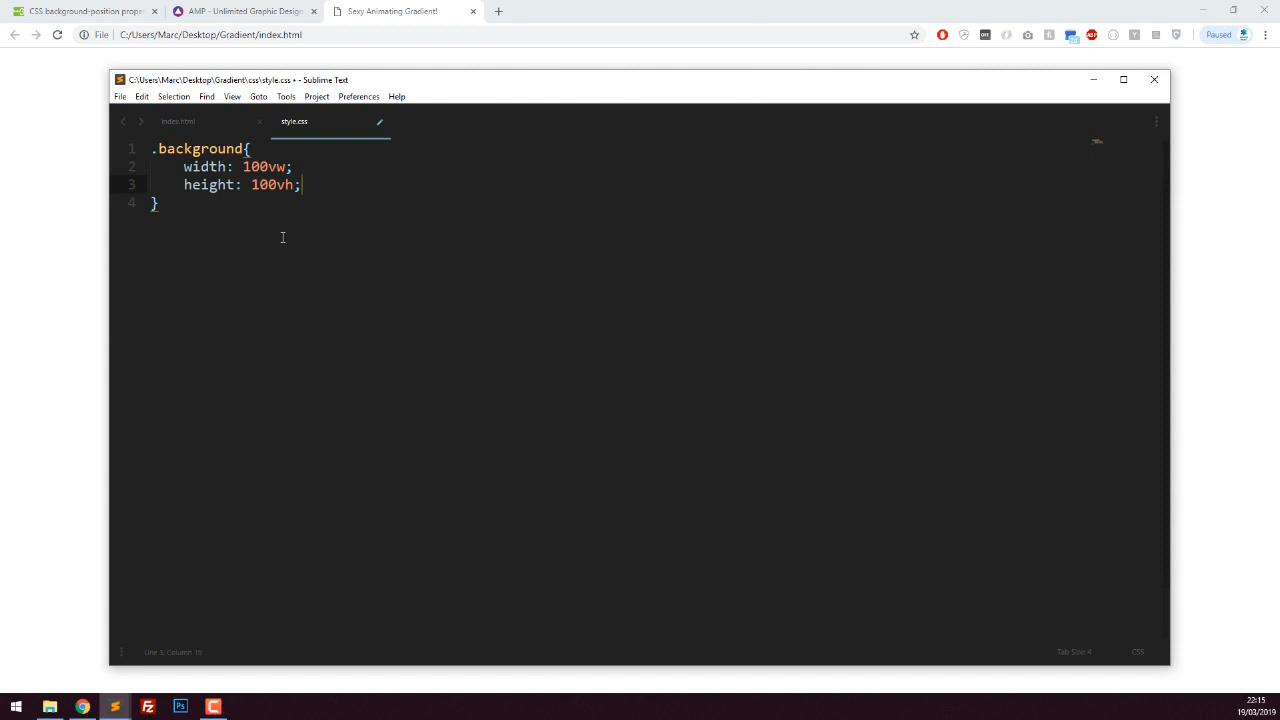 CSS background-position prope
AMP - Unlimited Graphic Design
Sexy Animating Gradient!
File
C:/Users/Marc/Desktop/Gradient/index.html
Paused
C:\Users\Marc\Desktop\Gradient\css\style.css • - Sublime Text
File Edit Selection Find View Goto Tools Project Preferences Help
index.html
style.css
1 .background{
2 width: 100vw;
3 height: 100vh;
4 }
Line 3, Column 19
Tab Size: 4
CSS
22:15
19/03/2019